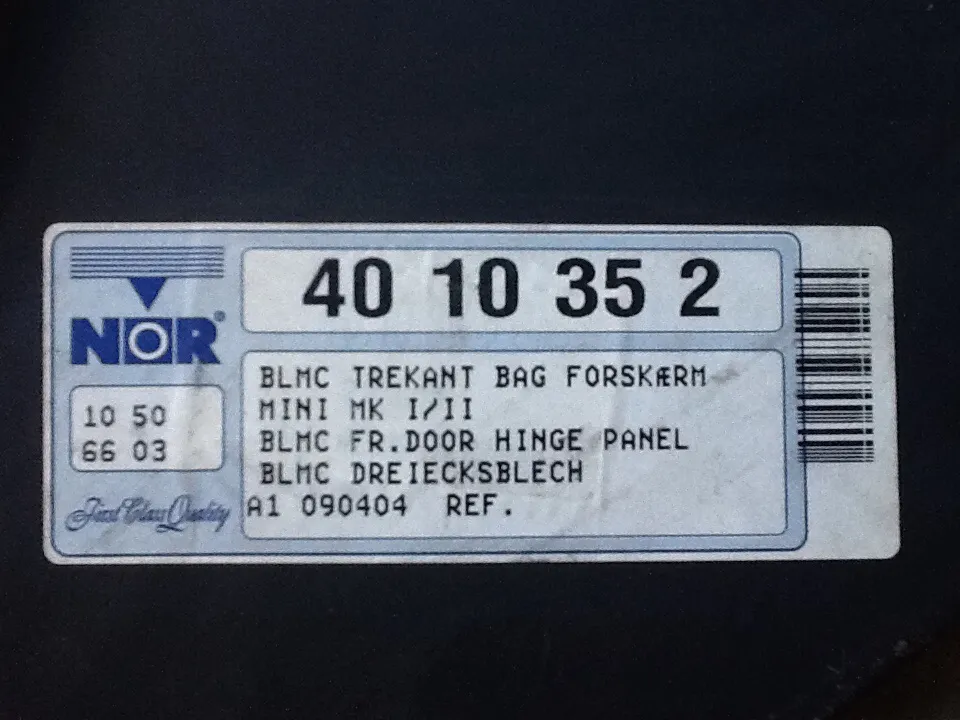 NOR®
40 10 35 2
10 50
66 03
First Class Quality
BLMC TREKANT BAG FORSKÆRM
MINI MK I/II
BLMC FR.DOOR HINGE PANEL
BLMC DREIECKSBLECH
A1 090404 REF.